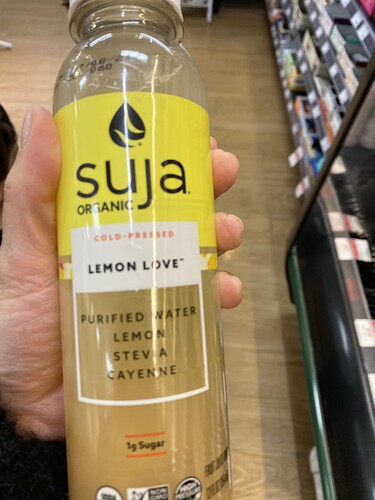 suja
ORGANIC
COLD-PRESSED
LEMON LOVE™
PURIFIED WATER
LEMON
STEVIA
CAYENNE
1g Sugar